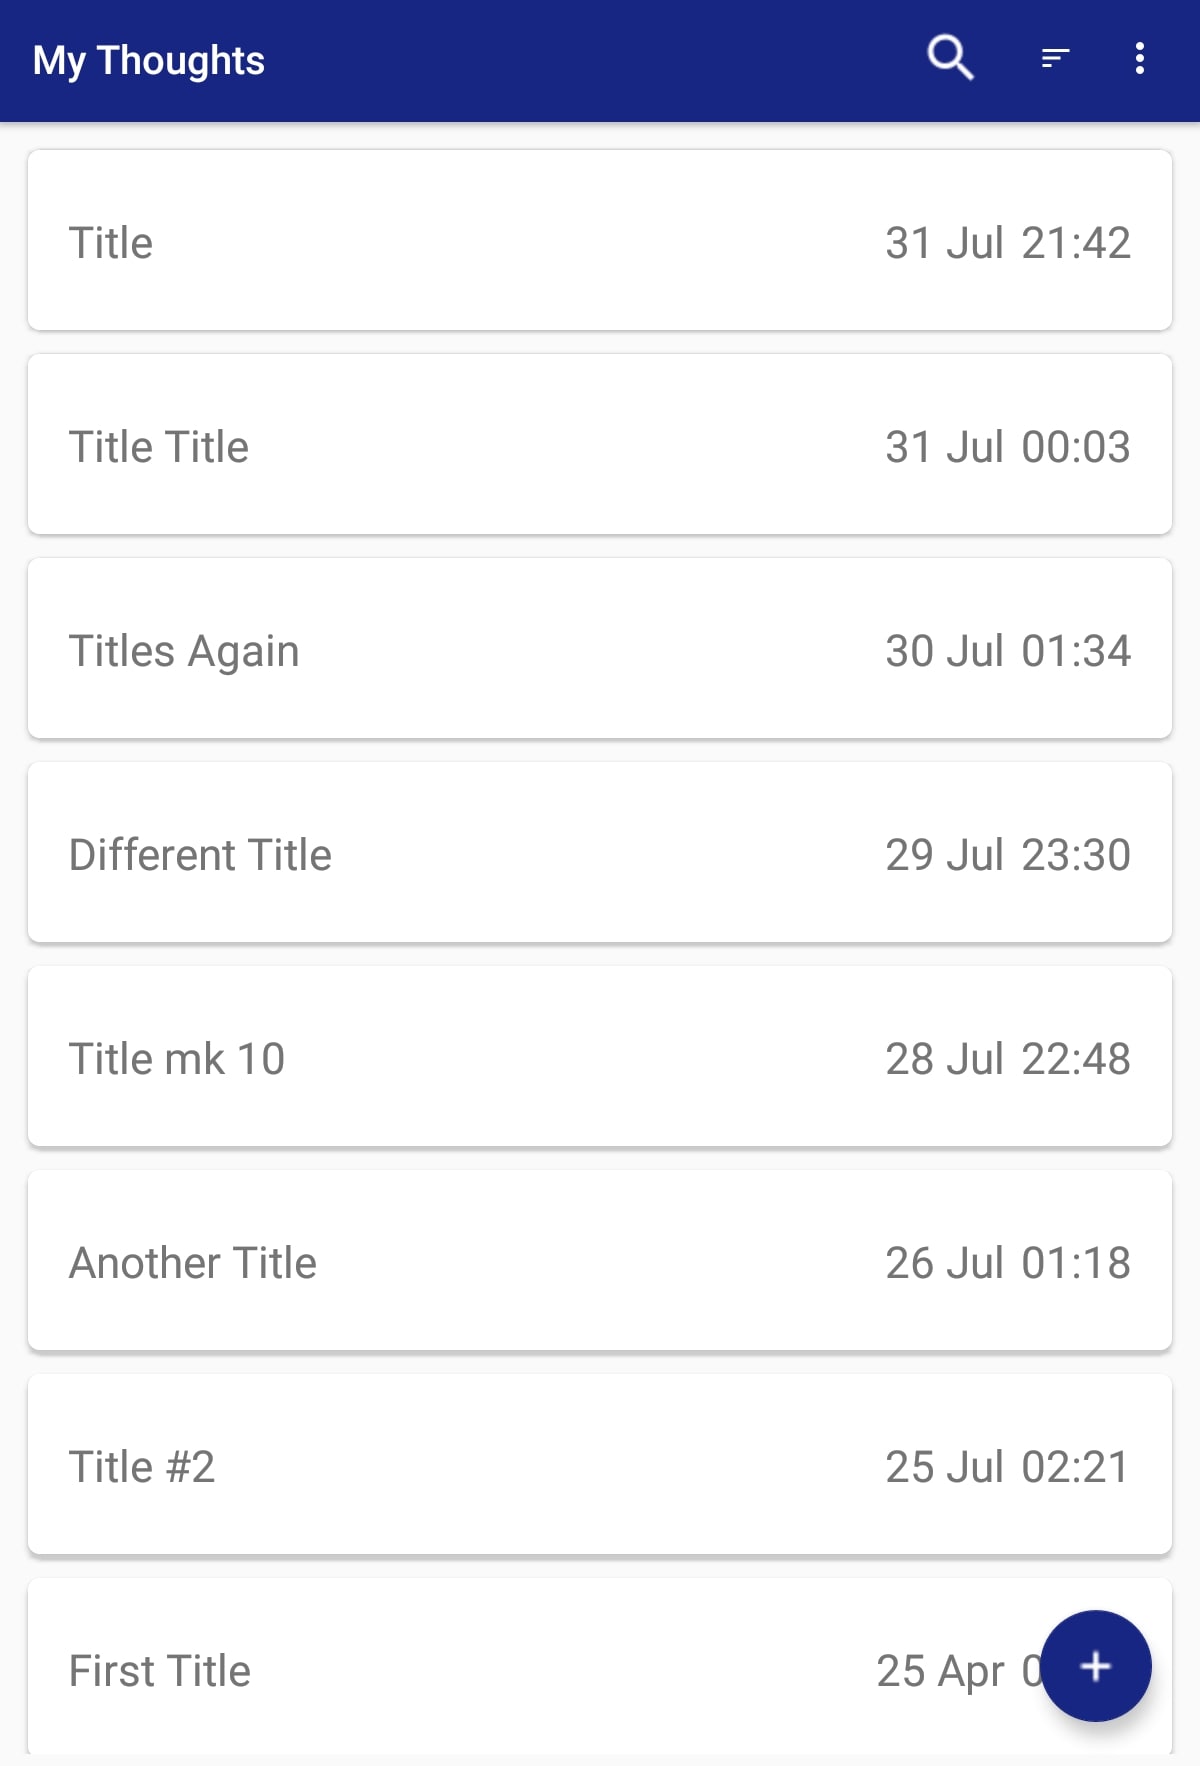 My Thoughts
Title 31 Jul 21:42
Title Title 31 Jul 00:03
Titles Again 30 Jul 01:34
Different Title 29 Jul 23:30
Title mk 10 28 Jul 22:48
Another Title 26 Jul 01:18
Title #2 25 Jul 02:21
First Title 25 Apr